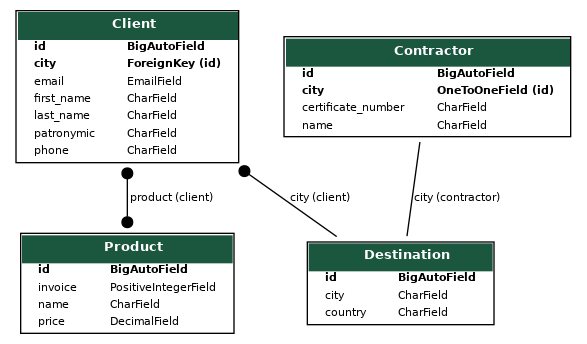 Client
id BigAutoField
city ForeignKey (id)
email EmailField
first_name CharField
last_name CharField
patronymic CharField
phone CharField
Contractor
id BigAutoField
city OneToOneField (id)
certificate_number CharField
name CharField
product (client)
city (client)
city (contractor)
Product
id BigAutoField
invoice PositiveIntegerField
name CharField
price DecimalField
Destination
id BigAutoField
city CharField
country CharField